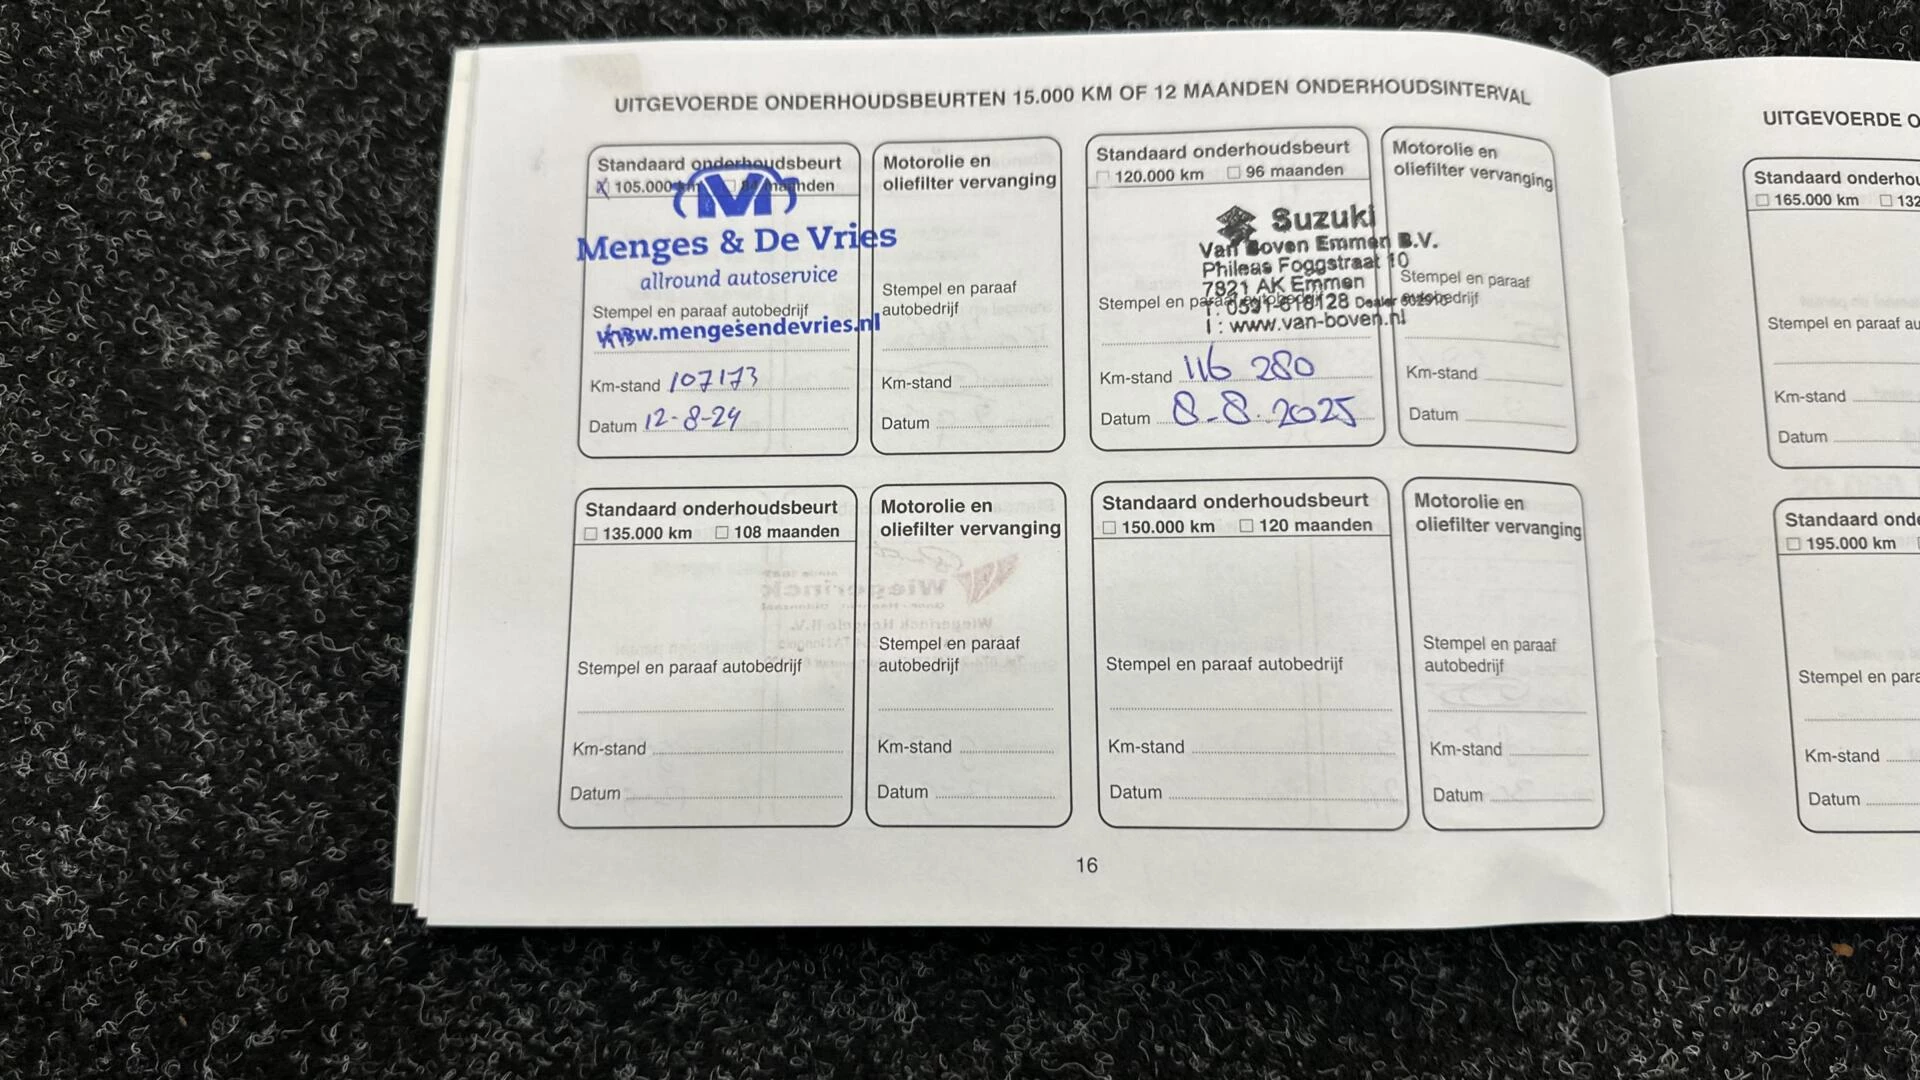 UITGEVOERDE ONDERHOUDSBEURTEN 15.000 KM OF 12 MAANDEN ONDERHOUDSINTERVAL
Standaard onderhoudsbeurt
105.000 km 84 maanden
Menges & De Vries
allround autoservice
Stempel en paraaf autobedrijf
www.mengesendevries.nl
Km-stand 107173
Datum 12-8-24
Motorolie en
oliefilter vervanging
Stempel en paraaf
autobedrijf
Km-stand
Datum
Standaard onderhoudsbeurt
120.000 km 96 maanden
Suzuki
Van Boven Emmen B.V.
Phileas Foggstraat 10
7821 AK Emmen
Stempel en paraaf autobedrijf
T: 0591-618128 Dealer
I : www.van-boven.nl
Km-stand 116 280
Datum 8-8-2025
Motorolie en
oliefilter vervanging
Stempel en paraaf
autobedrijf
Km-stand
Datum
Standaard onderhoudsbeurt
135.000 km 108 maanden
Stempel en paraaf autobedrijf
Km-stand
Datum
Motorolie en
oliefilter vervanging
Stempel en paraaf
autobedrijf
Km-stand
Datum
Standaard onderhoudsbeurt
150.000 km 120 maanden
Stempel en paraaf autobedrijf
Km-stand
Datum
Motorolie en
oliefilter vervanging
Stempel en paraaf
autobedrijf
Km-stand
Datum
16
UITGEVOERDE O
Standaard onderhou
165.000 km 132
Stempel en paraaf au
Km-stand
Datum
Standaard onde
195.000 km
Stempel en para
Km-stand
Datum